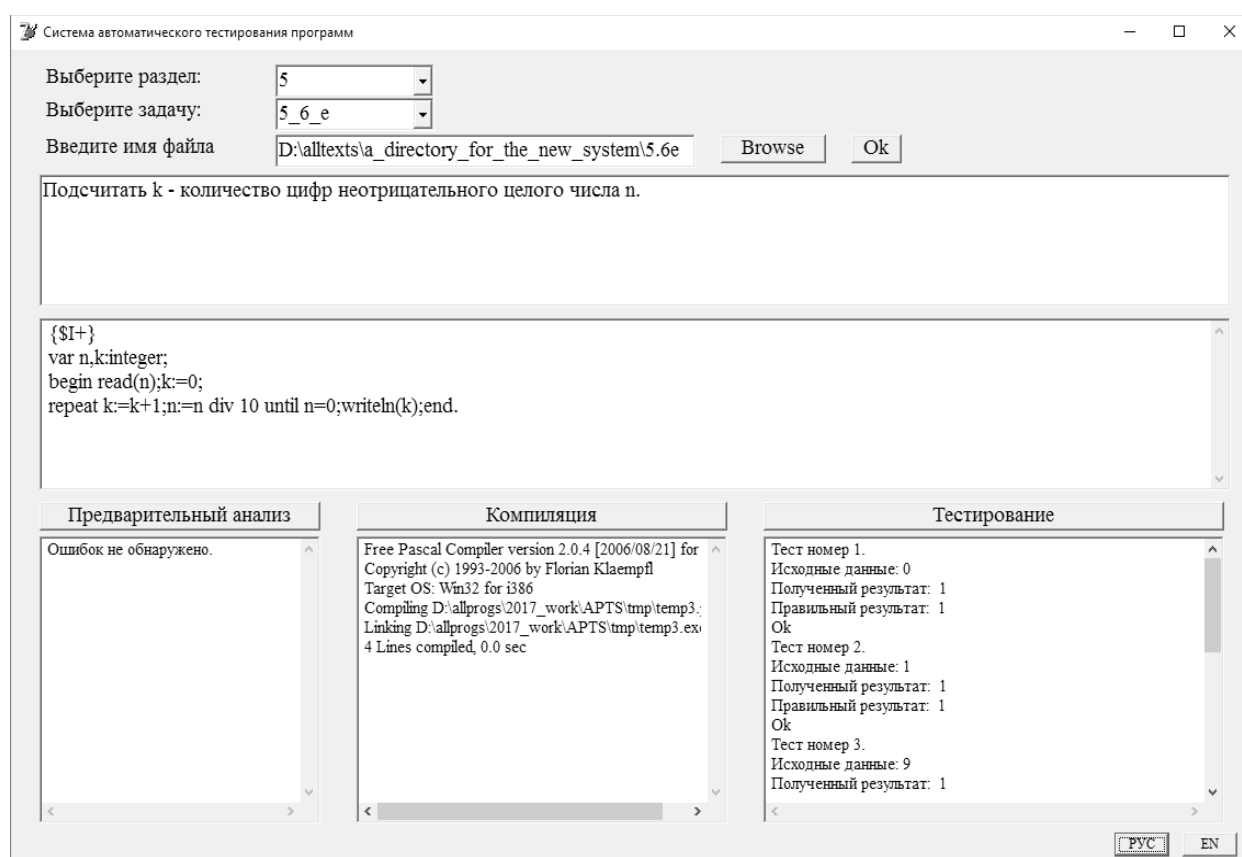 Система автоматического тестирования программ
Выберите раздел:
5
Выберите задачу:
5_6_e
Введите имя файла
D:\alltexts\a_directory_for_the_new_system\5.6e
Browse
Ok
Подсчитать k - количество цифр неотрицательного целого числа n.
{$I+}
var n,k:integer;
begin read(n);k:=0;
repeat k:=k+1;n:=n div 10 until n=0;writeln(k);end.
Предварительный анализ
Ошибок не обнаружено.
Компиляция
Free Pascal Compiler version 2.0.4 [2006/08/21] for
Copyright (c) 1993-2006 by Florian Klaempfl
Target OS: Win32 for i386
Compiling D:\allprogs\2017_work\APTS\tmp\temp3.
Linking D:\allprogs\2017_work\APTS\tmp\temp3.ex
4 Lines compiled, 0.0 sec
Тестирование
Тест номер 1.
Исходные данные: 0
Полученный результат:  1
Правильный результат:  1
Ok
Тест номер 2.
Исходные данные: 1
Полученный результат:  1
Правильный результат:  1
Ok
Тест номер 3.
Исходные данные: 9
Полученный результат:  1
РУС
EN